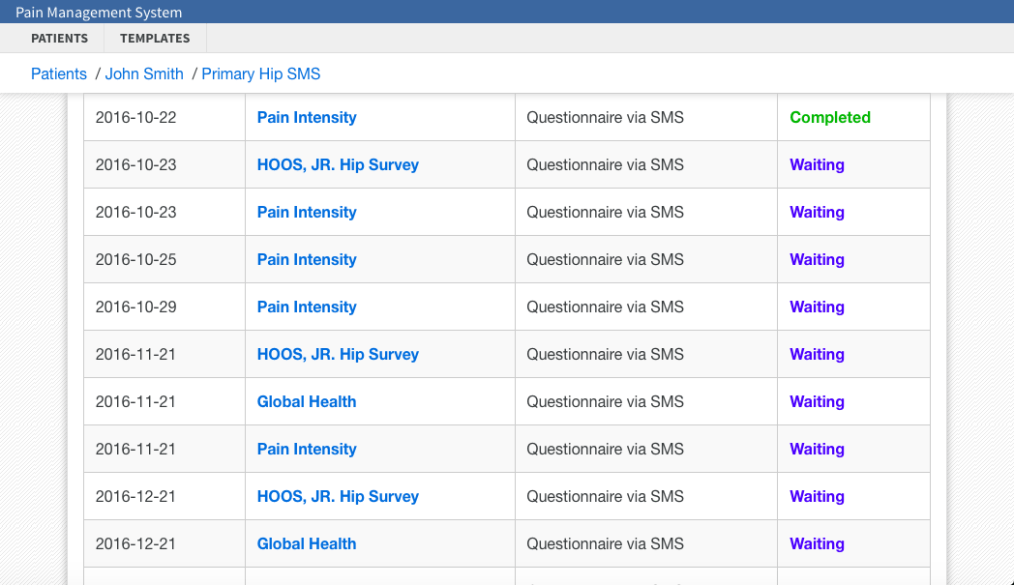 Pain Management System
PATIENTS TEMPLATES
Patients / John Smith / Primary Hip SMS
2016-10-22 Pain Intensity Questionnaire via SMS Completed
2016-10-23 HOOS, JR. Hip Survey Questionnaire via SMS Waiting
2016-10-23 Pain Intensity Questionnaire via SMS Waiting
2016-10-25 Pain Intensity Questionnaire via SMS Waiting
2016-10-29 Pain Intensity Questionnaire via SMS Waiting
2016-11-21 HOOS, JR. Hip Survey Questionnaire via SMS Waiting
2016-11-21 Global Health Questionnaire via SMS Waiting
2016-11-21 Pain Intensity Questionnaire via SMS Waiting
2016-12-21 HOOS, JR. Hip Survey Questionnaire via SMS Waiting
2016-12-21 Global Health Questionnaire via SMS Waiting